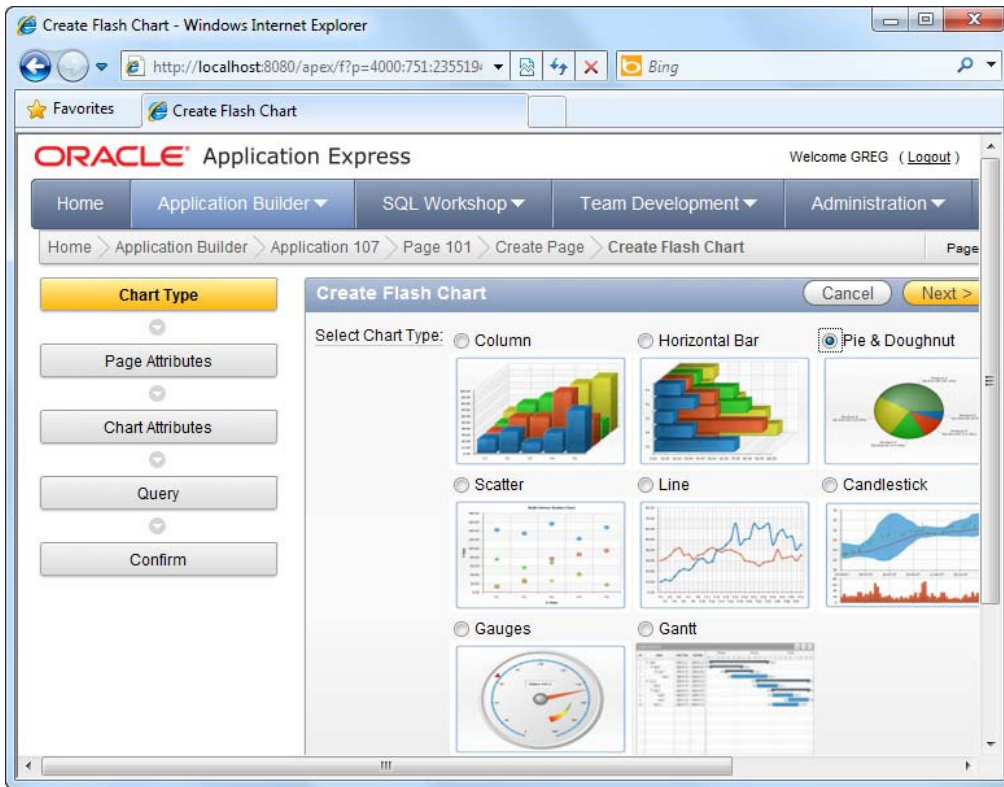 Create Flash Chart - Windows Internet Explorer
http://localhost:8080/apex/f?p=4000:751:235519
Bing
Favorites
Create Flash Chart
ORACLE Application Express
Welcome GREG ( Logout )
Home Application Builder SQL Workshop Team Development Administration
Home Application Builder Application 107 Page 101 Create Page Create Flash Chart Page
Chart Type
Page Attributes
Chart Attributes
Query
Confirm
Create Flash Chart Cancel Next >
Select Chart Type: Column Horizontal Bar Pie & Doughnut
Scatter Line Candlestick
Gauges Gantt